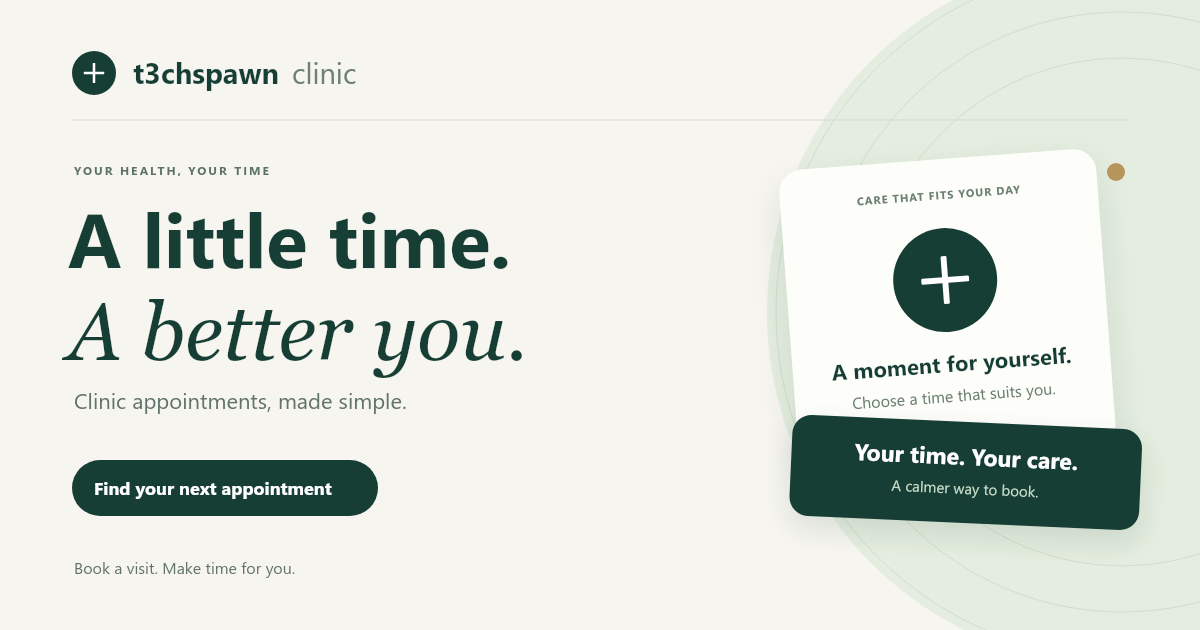 t3chspawn clinic
YOUR HEALTH, YOUR TIME
A little time.
A better you.
Clinic appointments, made simple.
Find your next appointment
Book a visit. Make time for you.
CARE THAT FITS YOUR DAY
A moment for yourself.
Choose a time that suits you.
Your time. Your care.
A calmer way to book.